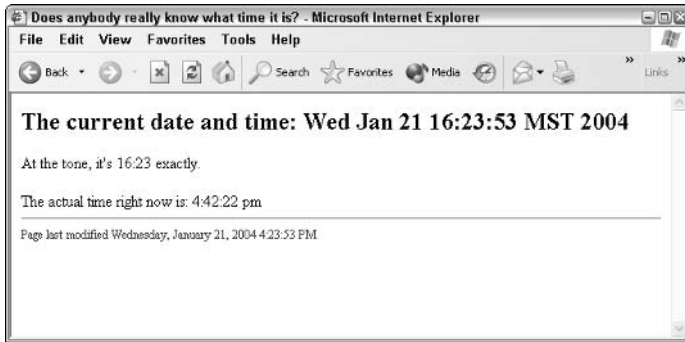 Does anybody really know what time it is? - Microsoft Internet Explorer
File Edit View Favorites Tools Help
Back Search Favorites Media » Links »
The current date and time: Wed Jan 21 16:23:53 MST 2004
At the tone, it's 16:23 exactly.
The actual time right now is: 4:42:22 pm
Page last modified Wednesday, January 21, 2004 4:23:53 PM